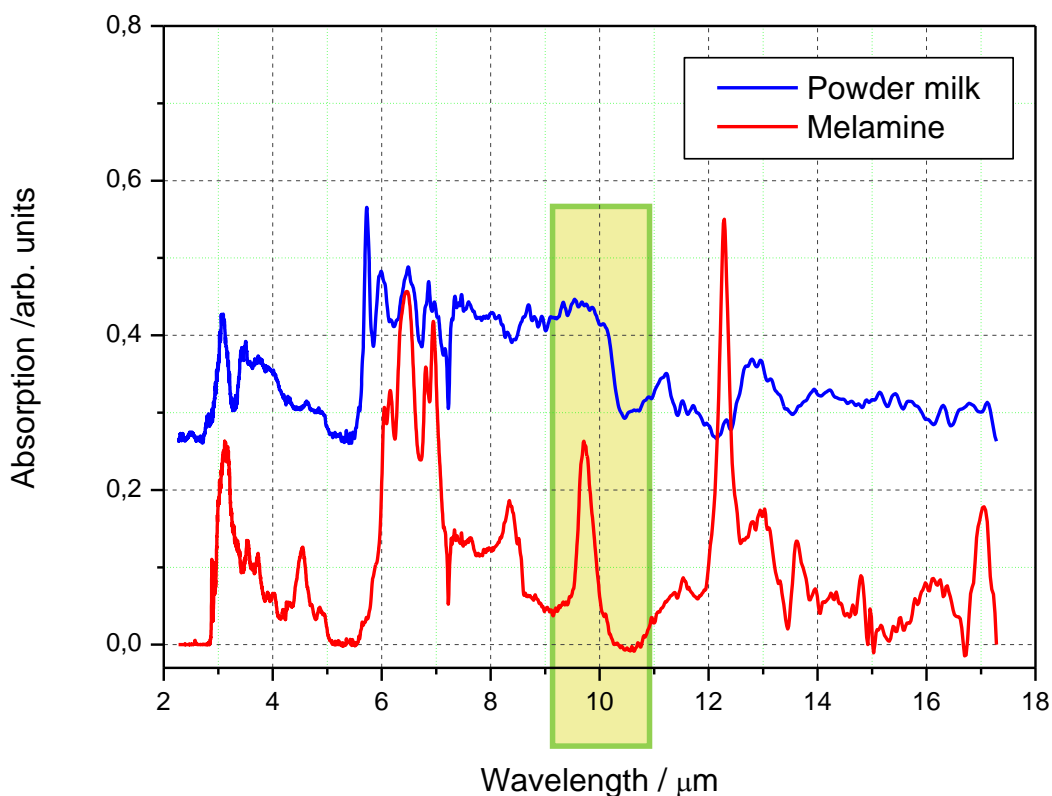 0,8
0,6
0,4
0,2
0,0
2 4 6 8 10 12 14 16 18
Absorption /arb. units
Wavelength / μm
Powder milk
Melamine